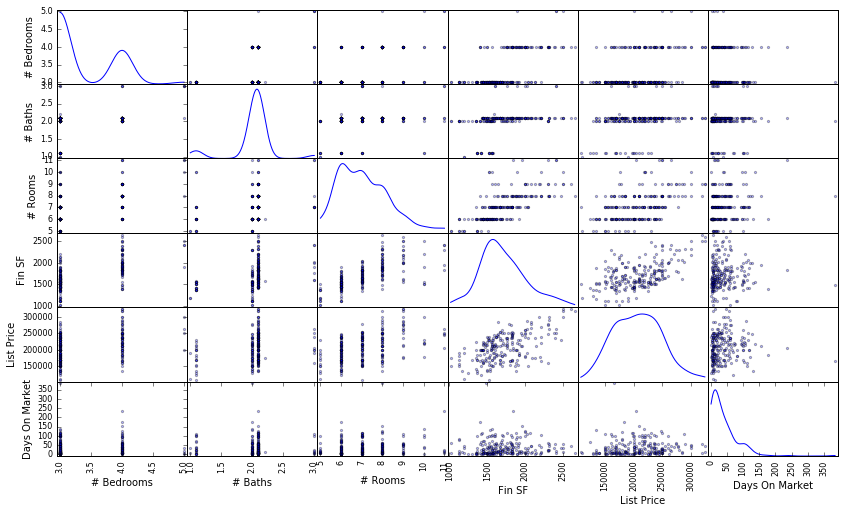 # Bedrooms
5.0
4.5
4.0
3.5
3.0
# Baths
3.0
2.5
2.0
1.5
1.0
# Rooms
11
10
9
8
7
6
5
Fin SF
2500
2000
1500
1000
List Price
300000
250000
200000
150000
Days On Market
350
300
250
200
150
100
50
0
3.0 3.5 4.0 4.5 5.0
# Bedrooms
1.0 1.5 2.0 2.5 3.0
# Baths
5 6 7 8 9 10 11
# Rooms
1000 1500 2000 2500
Fin SF
150000 200000 250000 300000
List Price
0 50 100 150 200 250 300 350
Days On Market